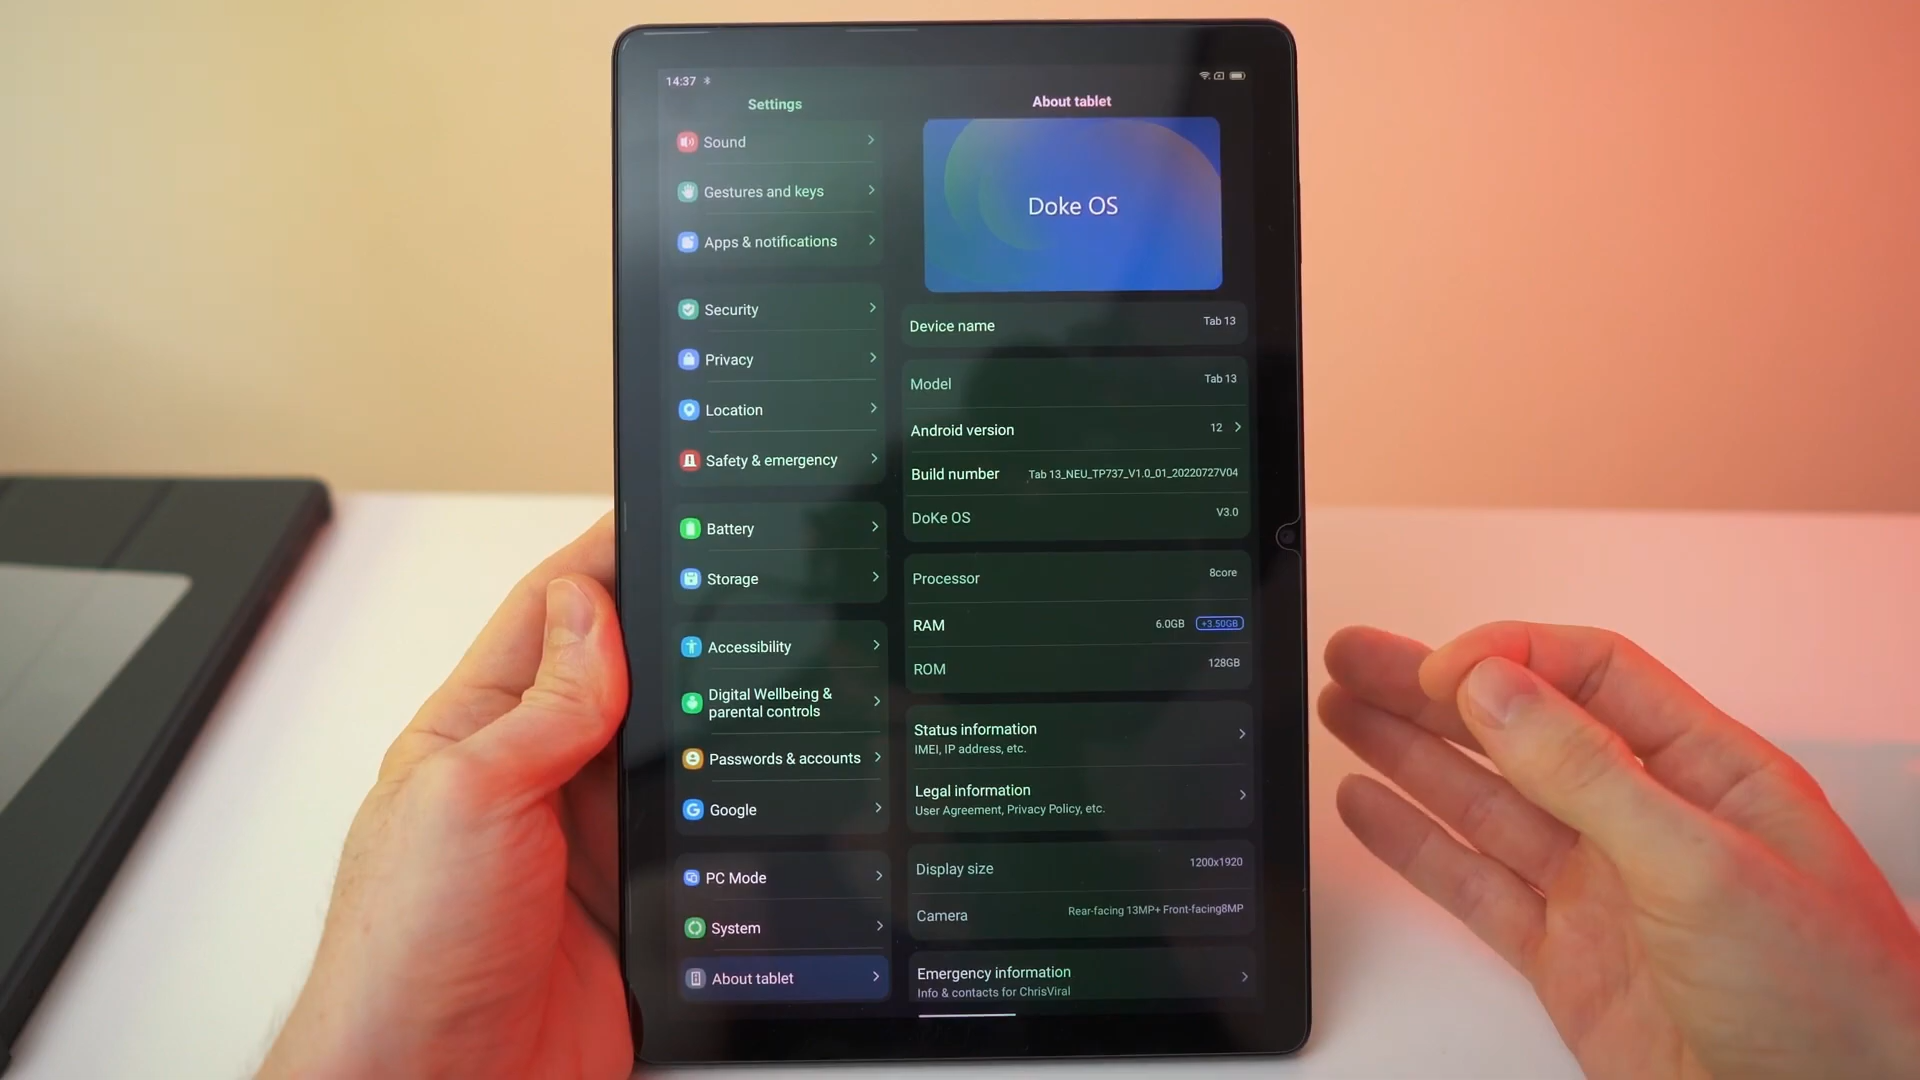 14:37
Settings
Sound
Gestures and keys
Apps & notifications
Security
Privacy
Location
Safety & emergency
Battery
Storage
Accessibility
Digital Wellbeing &
parental controls
Passwords & accounts
Google
PC Mode
System
About tablet
About tablet
Doke OS
Device name Tab 13
Model Tab 13
Android version 12
Build number Tab 13_NEU_TP737_V1.0_01_20220727V04
DoKe OS V3.0
Processor 8core
RAM 6.0GB +3.50GB
ROM 128GB
Status information
IMEI, IP address, etc.
Legal information
User Agreement, Privacy Policy, etc.
Display size 1200x1920
Camera Rear-facing 13MP+ Front-facing8MP
Emergency information
Info & contacts for ChrisViral